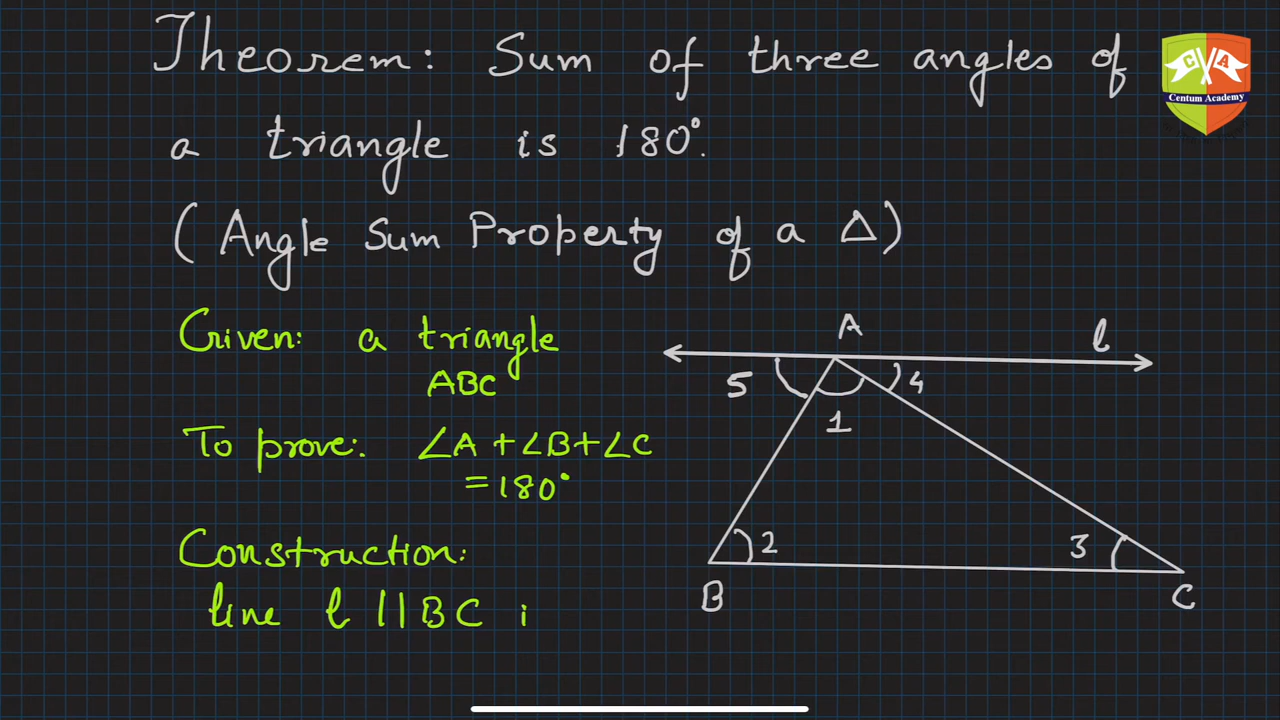 Theorem: Sum of three angles of
a triangle is 180°.
(Angle Sum Property of a Δ)
C A
Centum Academy
Given: a triangle
ABC
To prove: ∠A + ∠B + ∠C
= 180°
Construction:
line l || BC i
A
l
5
4
1
2
3
B
C